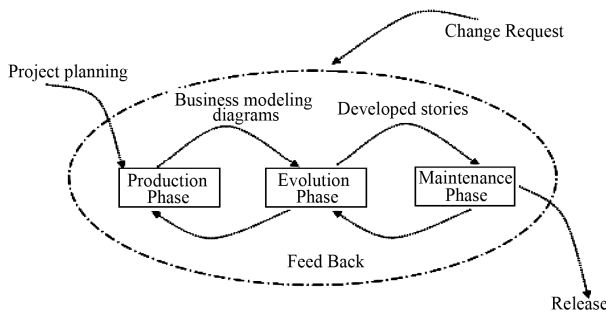 Change Request
Project planning
Business modeling
diagrams
Developed stories
Production
Phase
Evolution
Phase
Maintenance
Phase
Feed Back
Release